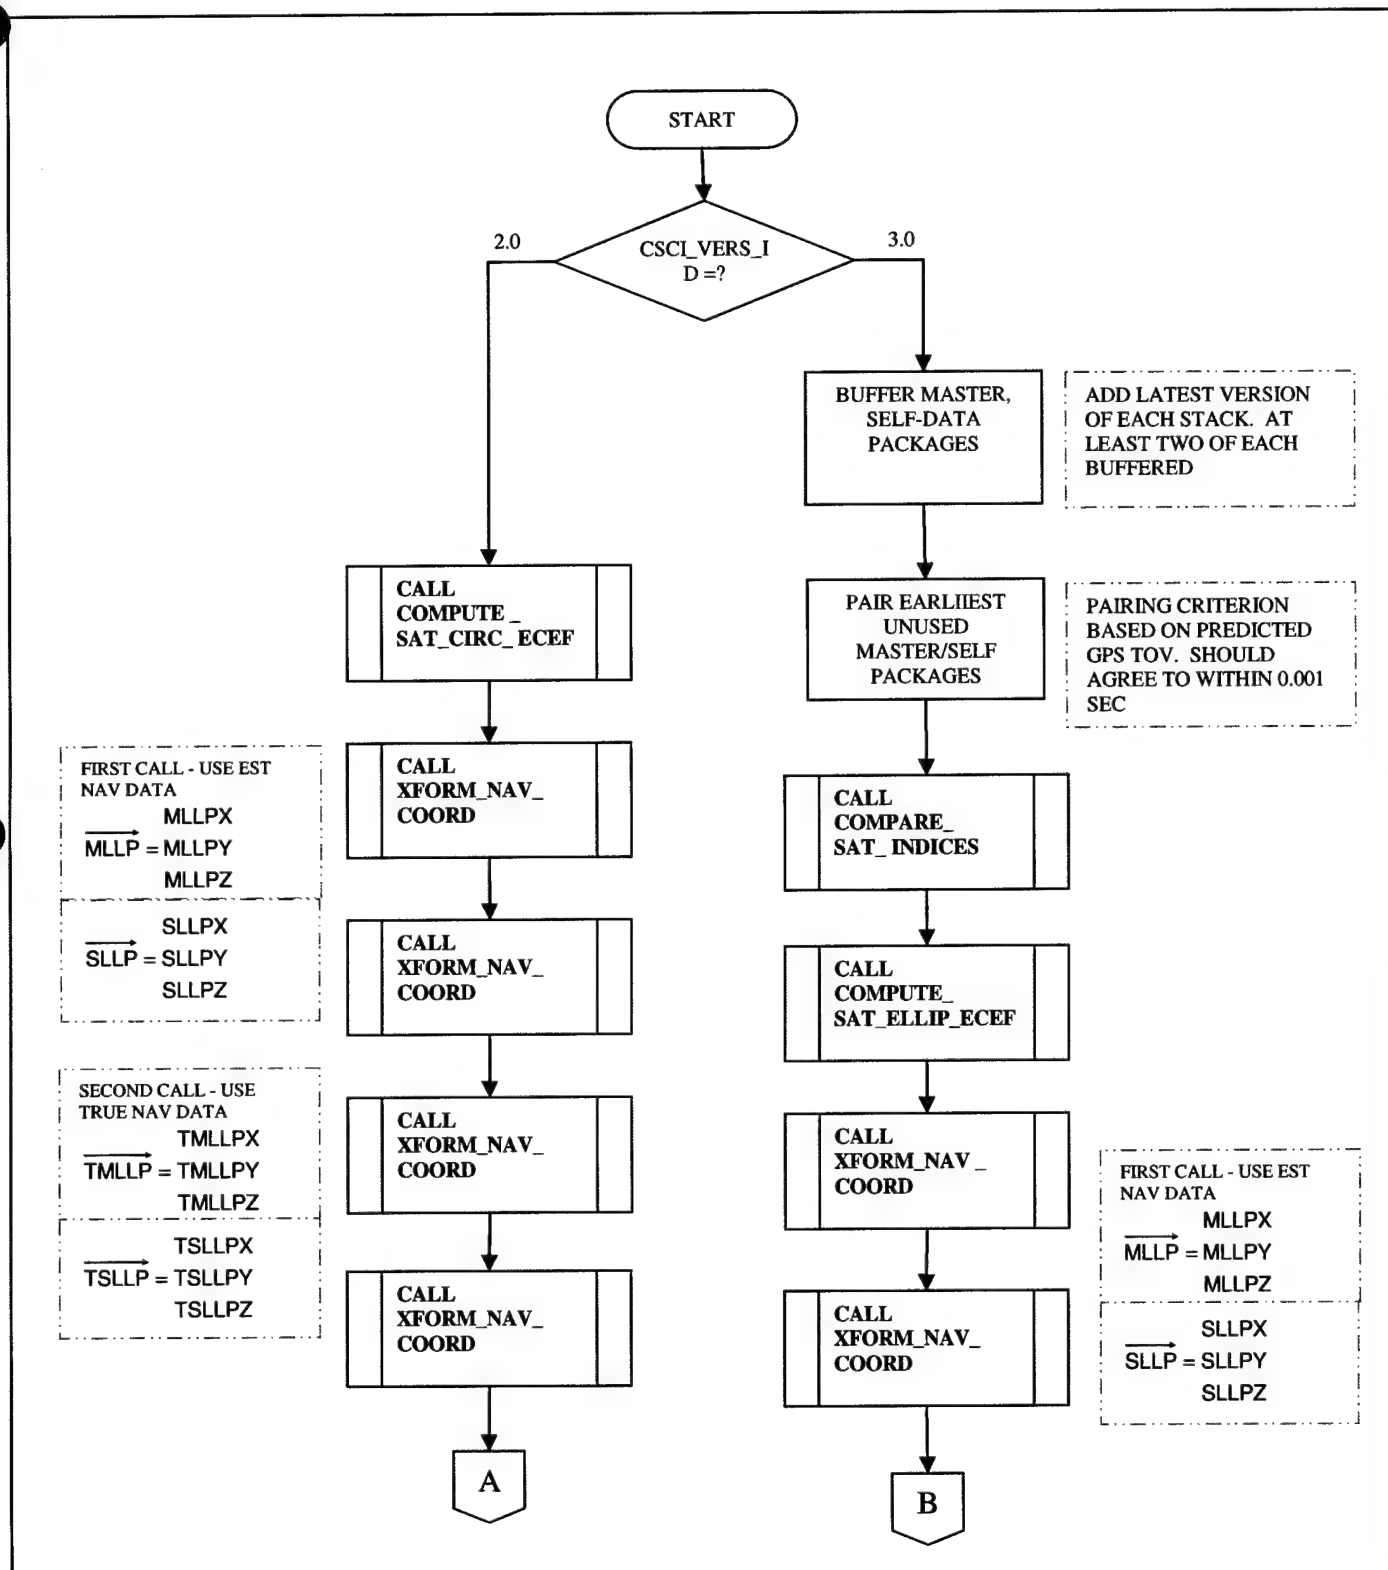 START
2.0
CSCI_VERS_I
D =?
3.0
BUFFER MASTER,
SELF-DATA
PACKAGES
ADD LATEST VERSION
OF EACH STACK. AT
LEAST TWO OF EACH
BUFFERED
PAIR EARLIIEST
UNUSED
MASTER/SELF
PACKAGES
PAIRING CRITERION
BASED ON PREDICTED
GPS TOV. SHOULD
AGREE TO WITHIN 0.001
SEC
CALL
COMPUTE_
SAT_CIRC_ECEF
FIRST CALL - USE EST
NAV DATA
MLLPX
MLLP = MLLPY
MLLPZ
SLLPX
SLLP = SLLPY
SLLPZ
CALL
XFORM_NAV_
COORD
CALL
XFORM_NAV_
COORD
SECOND CALL - USE
TRUE NAV DATA
TMLLPX
TMLLP = TMLLPY
TMLLPZ
TSLLPX
TSLLP = TSLLPY
TSLLPZ
CALL
XFORM_NAV_
COORD
CALL
XFORM_NAV_
COORD
A
CALL
COMPARE_
SAT_ INDICES
CALL
COMPUTE_
SAT_ELLIP_ECEF
CALL
XFORM_NAV_
COORD
CALL
XFORM_NAV_
COORD
FIRST CALL - USE EST
NAV DATA
MLLPX
MLLP = MLLPY
MLLPZ
SLLPX
SLLP = SLLPY
SLLPZ
B